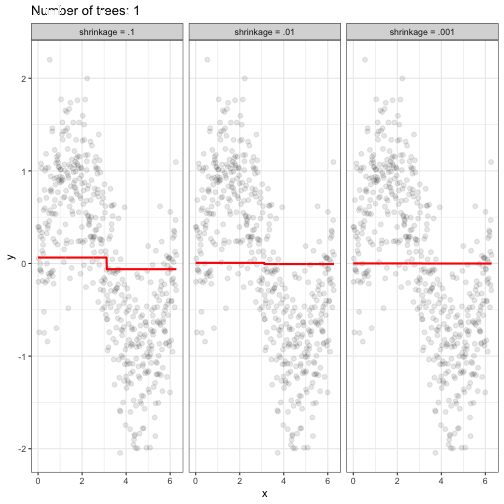 Number of trees: 1
shrinkage = .1
shrinkage = .01
shrinkage = .001
y
2
1
0
-1
-2
0 2 4 6
0 2 4 6
0 2 4 6
x